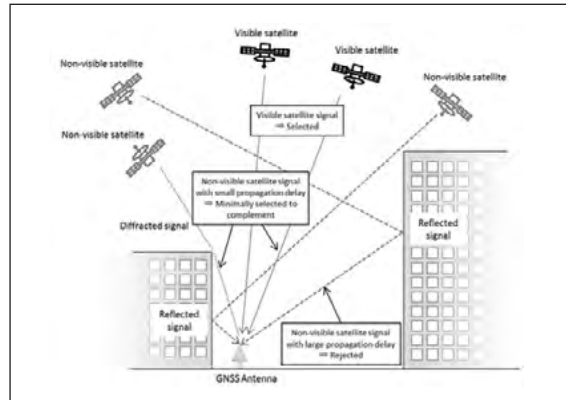 Visible satellite
Visible satellite
Non-visible satellite
Non-visible satellite
Non-visible satellite
Visible satellite signal
⇒ Selected
Non-visible satellite signal
with small propagation delay
⇒ Minimally selected to
complement
Diffracted signal
Reflected
signal
Reflected
signal
Non-visible satellite signal
with large propagation delay
⇒ Rejected
GNSS Antenna